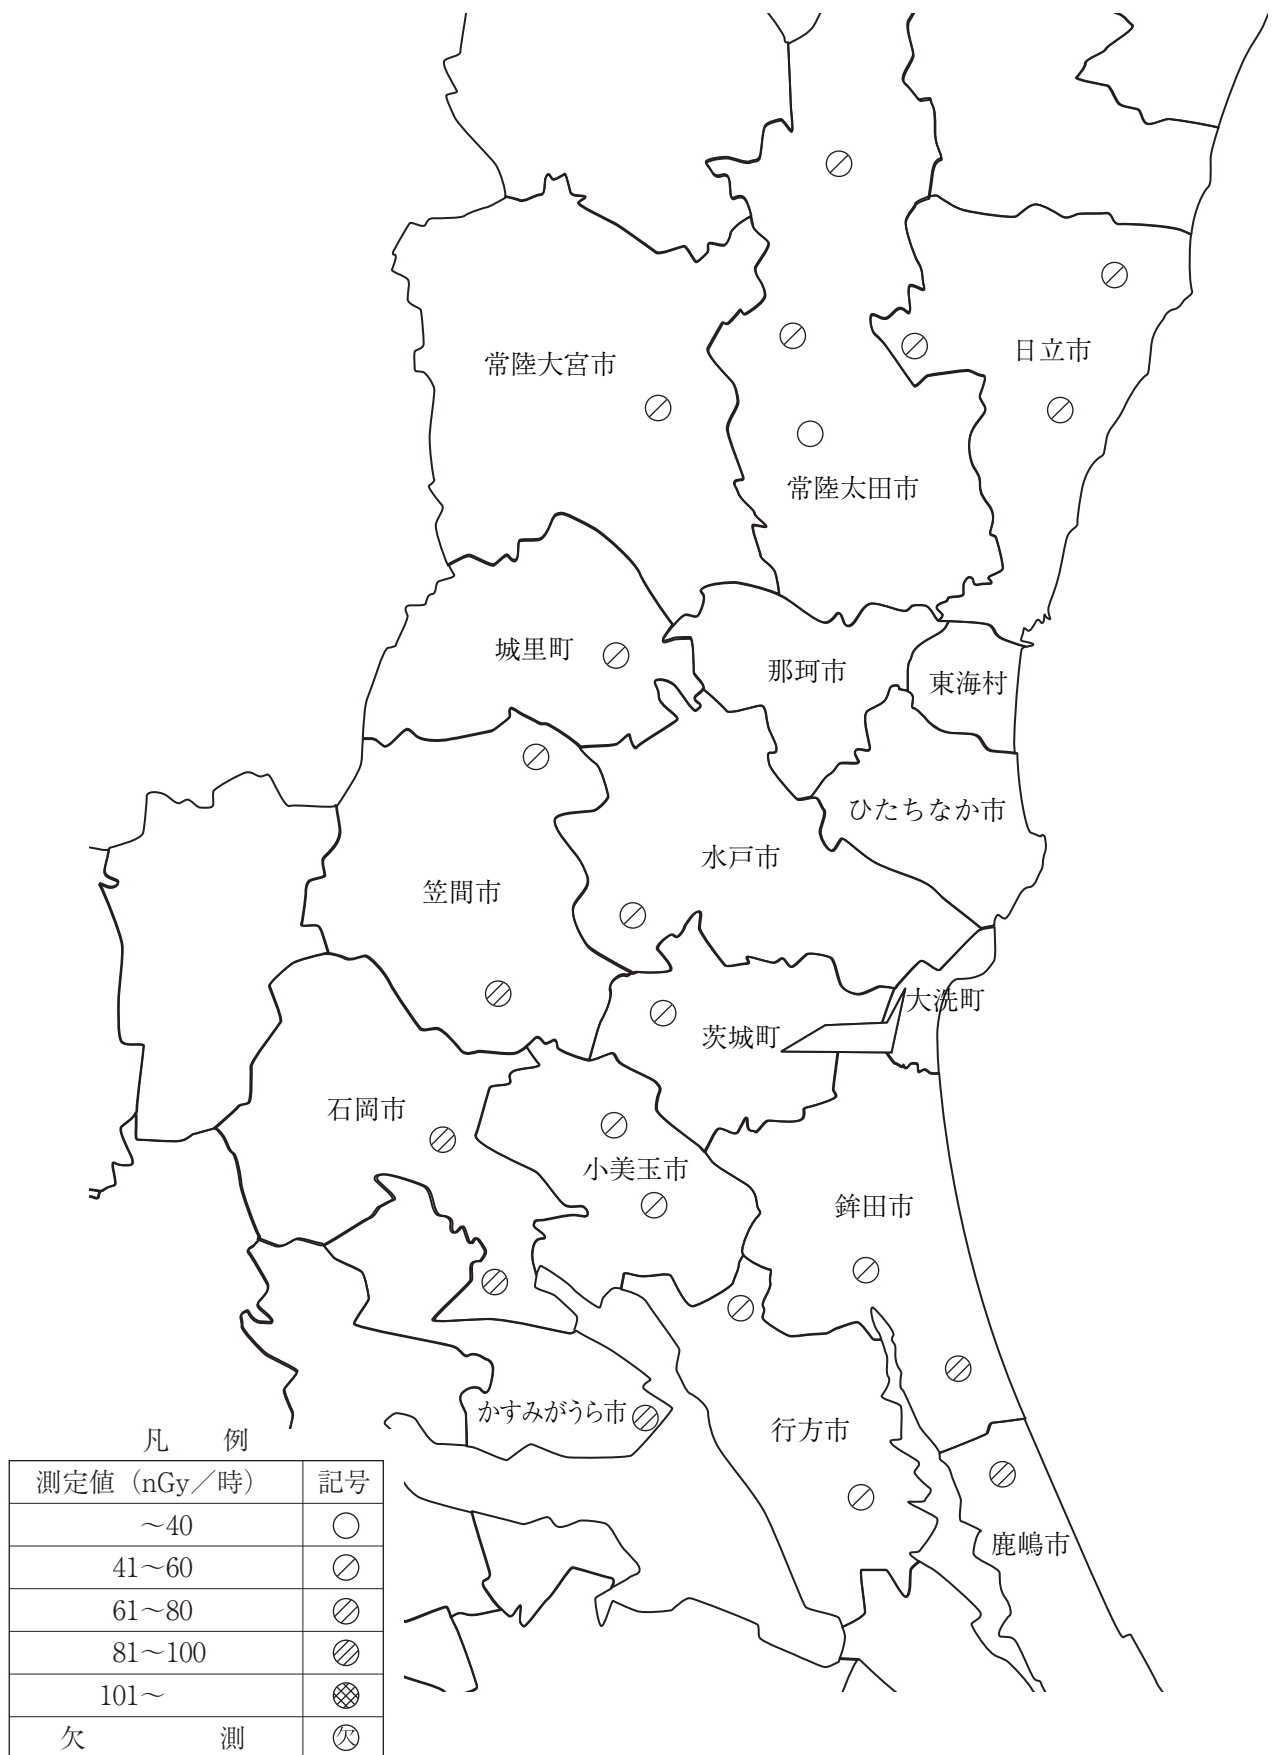 日立市
常陸大宮市
常陸太田市
城里町
那珂市
東海村
ひたちなか市
水戸市
笠間市
大洗町
茨城町
石岡市
小美玉市
鉾田市
かすみがうら市
行方市
鹿嶋市
凡 例
測定値（nGy／時） 記号
～40
41～60
61～80
81～100
101～
欠 測 欠